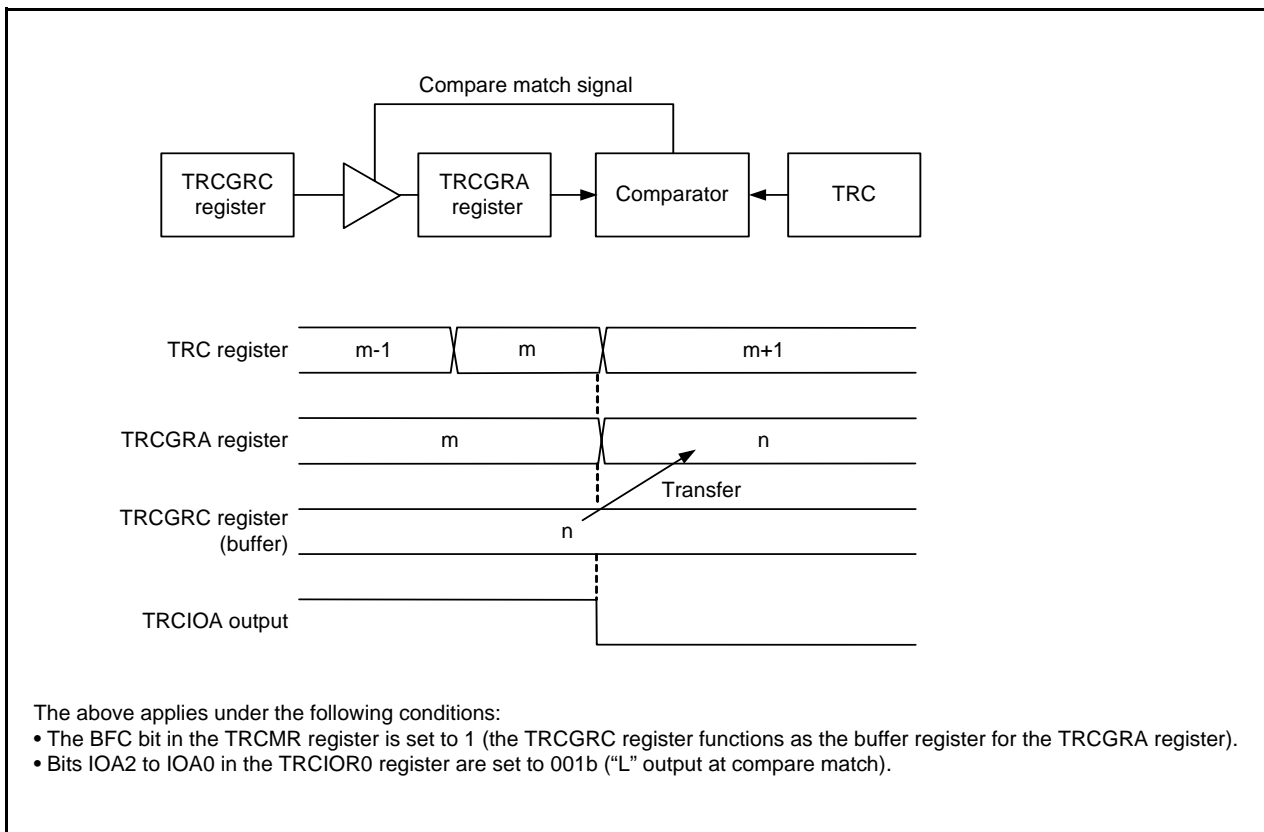 Compare match signal
TRCGRC
register
TRCGRA
register
Comparator
TRC
TRC register
m-1
m
m+1
TRCGRA register
m
n
Transfer
TRCGRC register
(buffer)
n
TRCIOA output
The above applies under the following conditions:
• The BFC bit in the TRCMR register is set to 1 (the TRCGRC register functions as the buffer register for the TRCGRA register).
• Bits IOA2 to IOA0 in the TRCIOR0 register are set to 001b (“L” output at compare match).